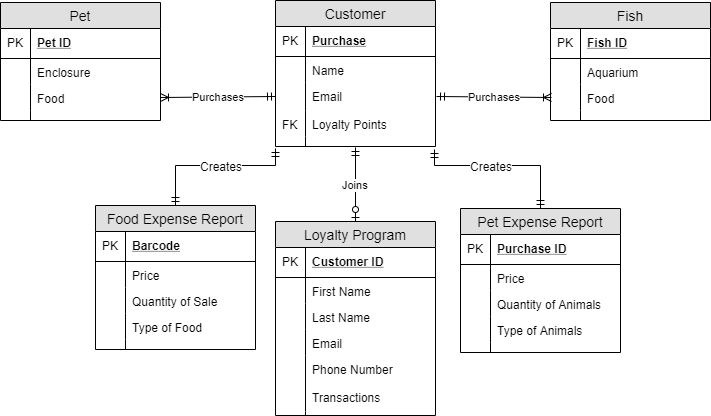 Pet
PK Pet ID
Enclosure
Food
Purchases
Customer
PK Purchase
Name
Email
FK Loyalty Points
Purchases
Fish
PK Fish ID
Aquarium
Food
Creates
Joins
Creates
Food Expense Report
PK Barcode
Price
Quantity of Sale
Type of Food
Loyalty Program
PK Customer ID
First Name
Last Name
Email
Phone Number
Transactions
Pet Expense Report
PK Purchase ID
Price
Quantity of Animals
Type of Animals